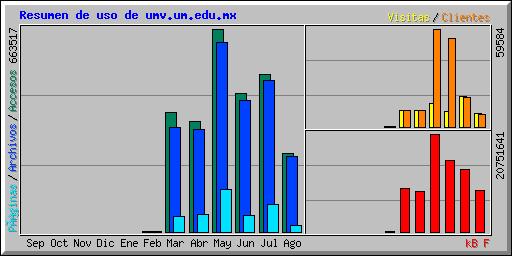 Resumen de uso de umv.um.edu.mx
Visitas/Clientes
663517
Páginas/Archivos/Accesos
59584
20751641
Sep Oct Nov Dic Ene Feb Mar Abr May Jun Jul Ago
kB F